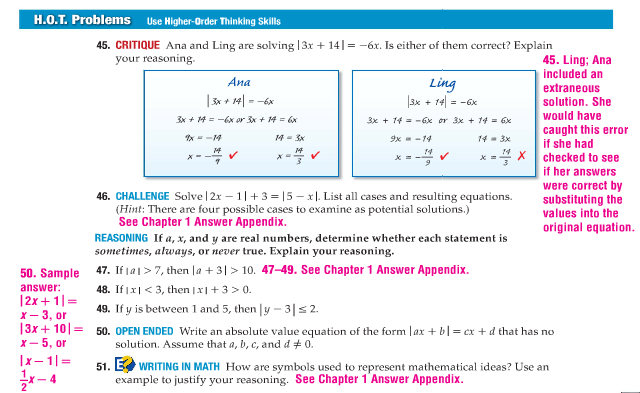 H.O.T. Problems Use Higher-Order Thinking Skills
45. CRITIQUE Ana and Ling are solving |3x + 14| = −6x. Is either of them correct? Explain
your reasoning.
Ana
|3x + 14| = −6x
3x + 14 = −6x or 3x + 14 = 6x
9x = −14 14 = 3x
x = −14/9 ✓ x = 14/3 ✓
Ling
|3x + 14| = −6x
3x + 14 = −6x or 3x + 14 = 6x
9x = −14 14 = 3x
x = −14/9 ✓ x = 14/3 ✗
45. Ling; Ana
included an
extraneous
solution. She
would have
caught this error
if she had
checked to see
if her answers
were correct by
substituting the
values into the
original equation.
46. CHALLENGE Solve |2x − 1| + 3 = |5 − x|. List all cases and resulting equations.
(Hint: There are four possible cases to examine as potential solutions.)
See Chapter 1 Answer Appendix.
REASONING If a, x, and y are real numbers, determine whether each statement is
sometimes, always, or never true. Explain your reasoning.
47. If |a| > 7, then |a + 3| > 10. 47–49. See Chapter 1 Answer Appendix.
48. If |x| < 3, then |x| + 3 > 0.
49. If y is between 1 and 5, then |y − 3| ≤ 2.
50. OPEN ENDED Write an absolute value equation of the form |ax + b| = cx + d that has no
solution. Assume that a, b, c, and d ≠ 0.
51. WRITING IN MATH How are symbols used to represent mathematical ideas? Use an
example to justify your reasoning. See Chapter 1 Answer Appendix.
50. Sample
answer:
|2x + 1| =
x − 3, or
|3x + 10| =
x − 5, or
|x − 1| =
1/2x − 4